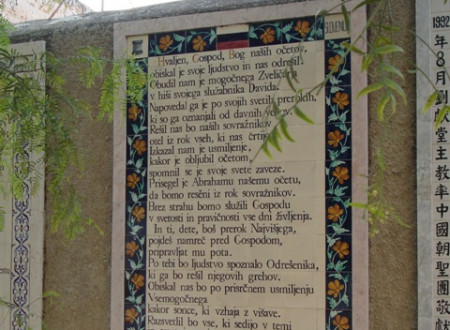 SLOVENIJ
Hvaljen, Gospod, Bog naših očetov,
obiskal je svoje ljudstvo in nas odrešil.
Obudil nam je mogočnega Zveličarja
v hiši svojega služabnika Davida.
Napovedal ga je po svojih svetih prerokih,
ki so ga oznanjali od davnih vekov.
Rešil nas bo naših sovražnikov
otel iz rok vseh, ki nas črtijo.
Izkazal nam je usmiljenje,
kakor je obljubil očetom,
spomnil se je svoje svete zaveze.
Prisegel je Abrahamu našemu očetu,
da bomo rešeni iz rok sovražnikov.
Brez strahu bomo služili Gospodu
v svetosti in pravičnosti vse dni življenja.
In ti, dete, boš prerok Najvišjega,
pojdeš namreč pred Gospodom,
pripravljat mu pota.
Po tebi bo ljudstvo spoznalo Odrešenika,
ki ga bo rešil njegovih grehov.
Obiskal nas bo po prisrčnem usmiljenju
Vsemogočnega
kakor sonce, ki vzhaja z višave.
Razsvetlil bo vse, ki sedijo v temi
1992
年8月劉獻堂主教率中國朝聖團敬獻